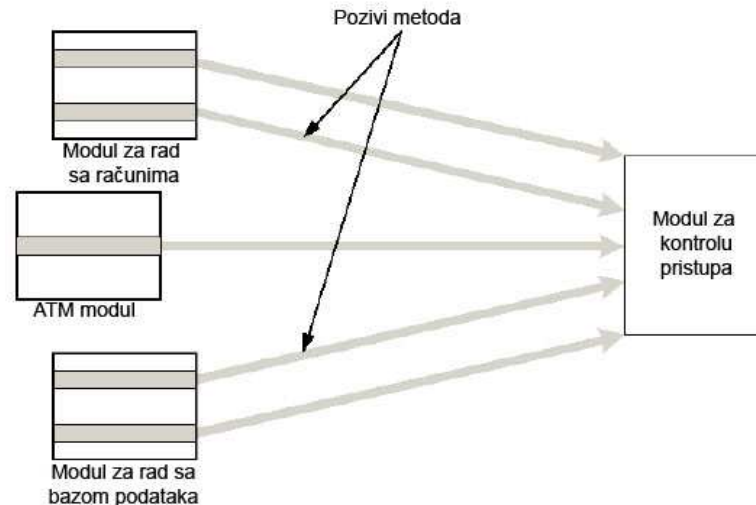 Pozivi metoda
Modul za rad
sa računima
ATM modul
Modul za rad sa
bazom podataka
Modul za
kontrolu
pristupa